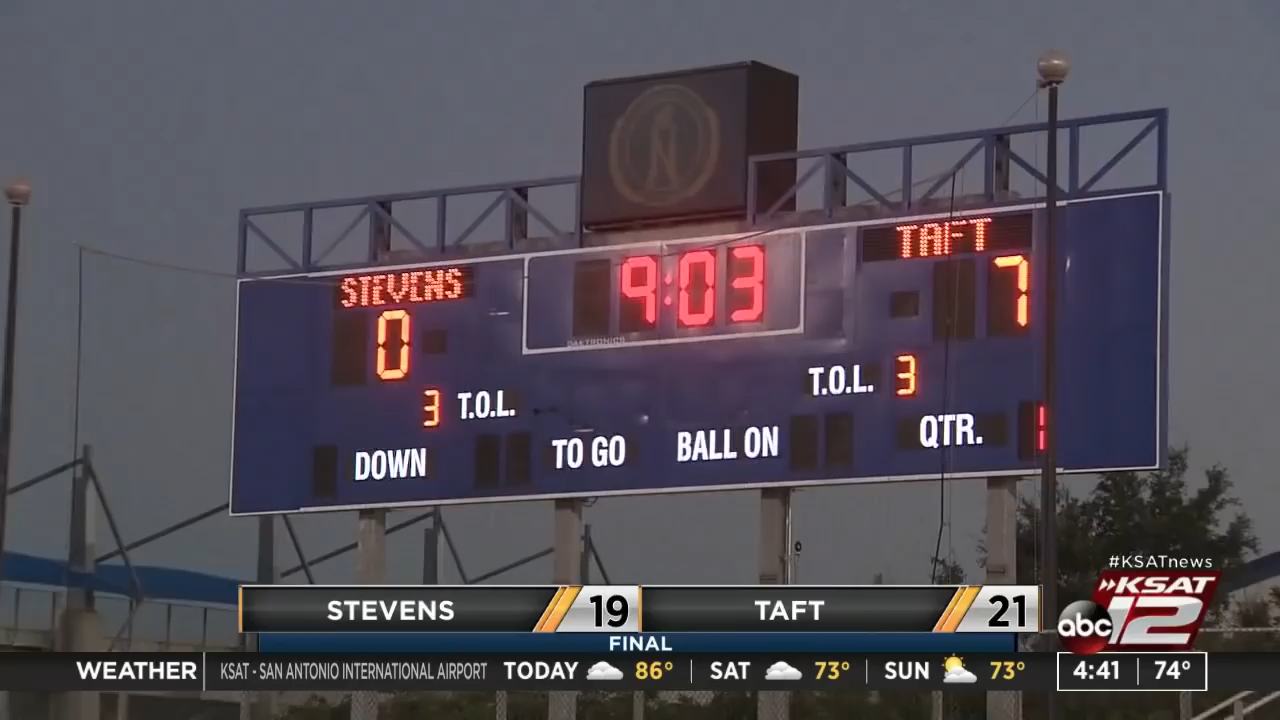 STEVENS 9:03 TAFT
0 7
3 T.O.L. T.O.L. 3
DOWN TO GO BALL ON QTR. 1
DAKTRONICS
#KSATnews
KSAT
abc 12
STEVENS 19 TAFT 21
FINAL
WEATHER KSAT - SAN ANTONIO INTERNATIONAL AIRPORT TODAY 86° SAT 73° SUN 73° 4:41 74°